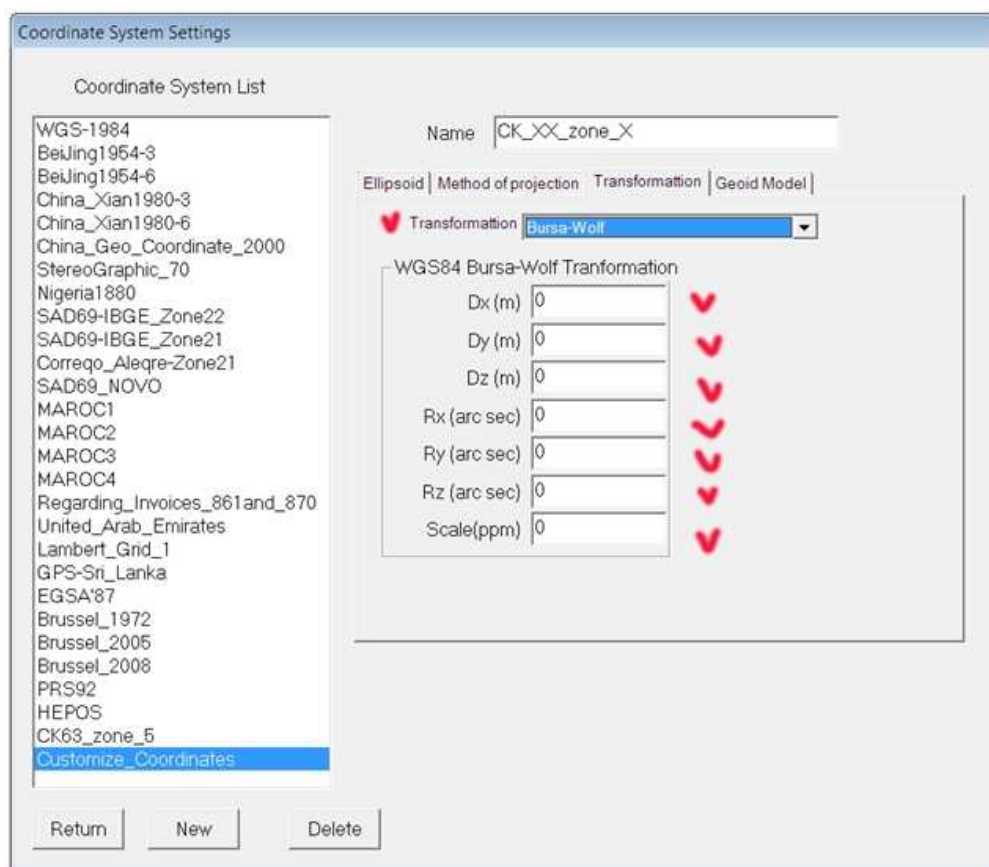 Coordinate System Settings
Coordinate System List
WGS-1984
BeiJing1954-3
BeiJing1954-6
China_Xian1980-3
China_Xian1980-6
China_Geo_Coordinate_2000
StereoGraphic_70
Nigeria1880
SAD69-IBGE_Zone22
SAD69-IBGE_Zone21
Correqo_Aleqre-Zone21
SAD69_NOVO
MAROC1
MAROC2
MAROC3
MAROC4
Regarding_Invoices_861and_870
United_Arab_Emirates
Lambert_Grid_1
GPS-Sri_Lanka
EGSA'87
Brussel_1972
Brussel_2005
Brussel_2008
PRS92
HEPOS
CK63_zone_5
Customize_Coordinates
Return New Delete
Name CK_XX_zone_X
Ellipsoid Method of projection Transformattion Geoid Model
Transformattion Bursa-Wolf
WGS84 Bursa-Wolf Tranformation
Dx (m) 0
Dy (m) 0
Dz (m) 0
Rx (arc sec) 0
Ry (arc sec) 0
Rz (arc sec) 0
Scale(ppm) 0